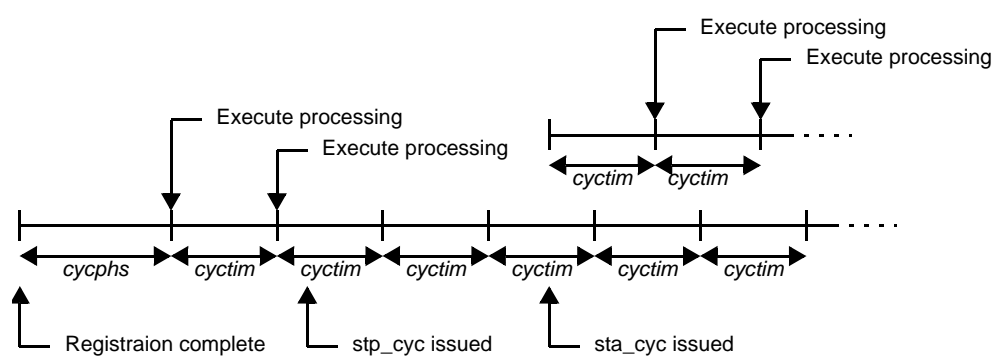 Execute processing
Execute processing
Execute processing
Execute processing
cyctim cyctim
cycphs cyctim cyctim cyctim cyctim cyctim cyctim
Registraion complete stp_cyc issued sta_cyc issued